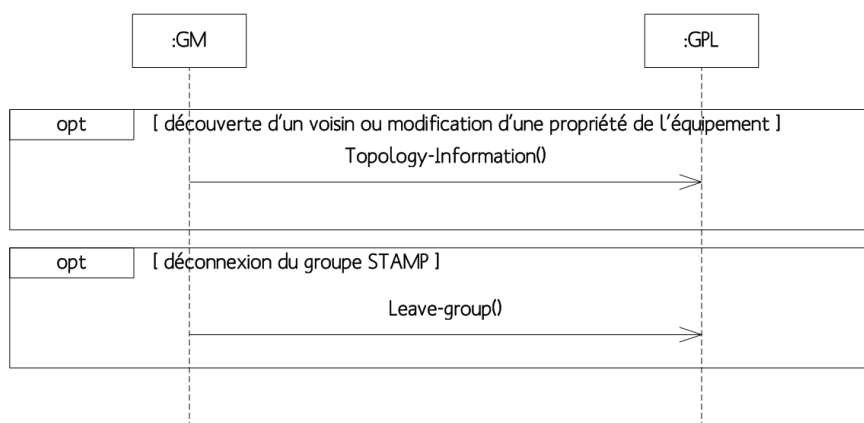 :GM
:GPL
opt
[ découverte d'un voisin ou modification d'une propriété de l'équipement ]
Topology-Information()
opt
[ déconnexion du groupe STAMP ]
Leave-group()